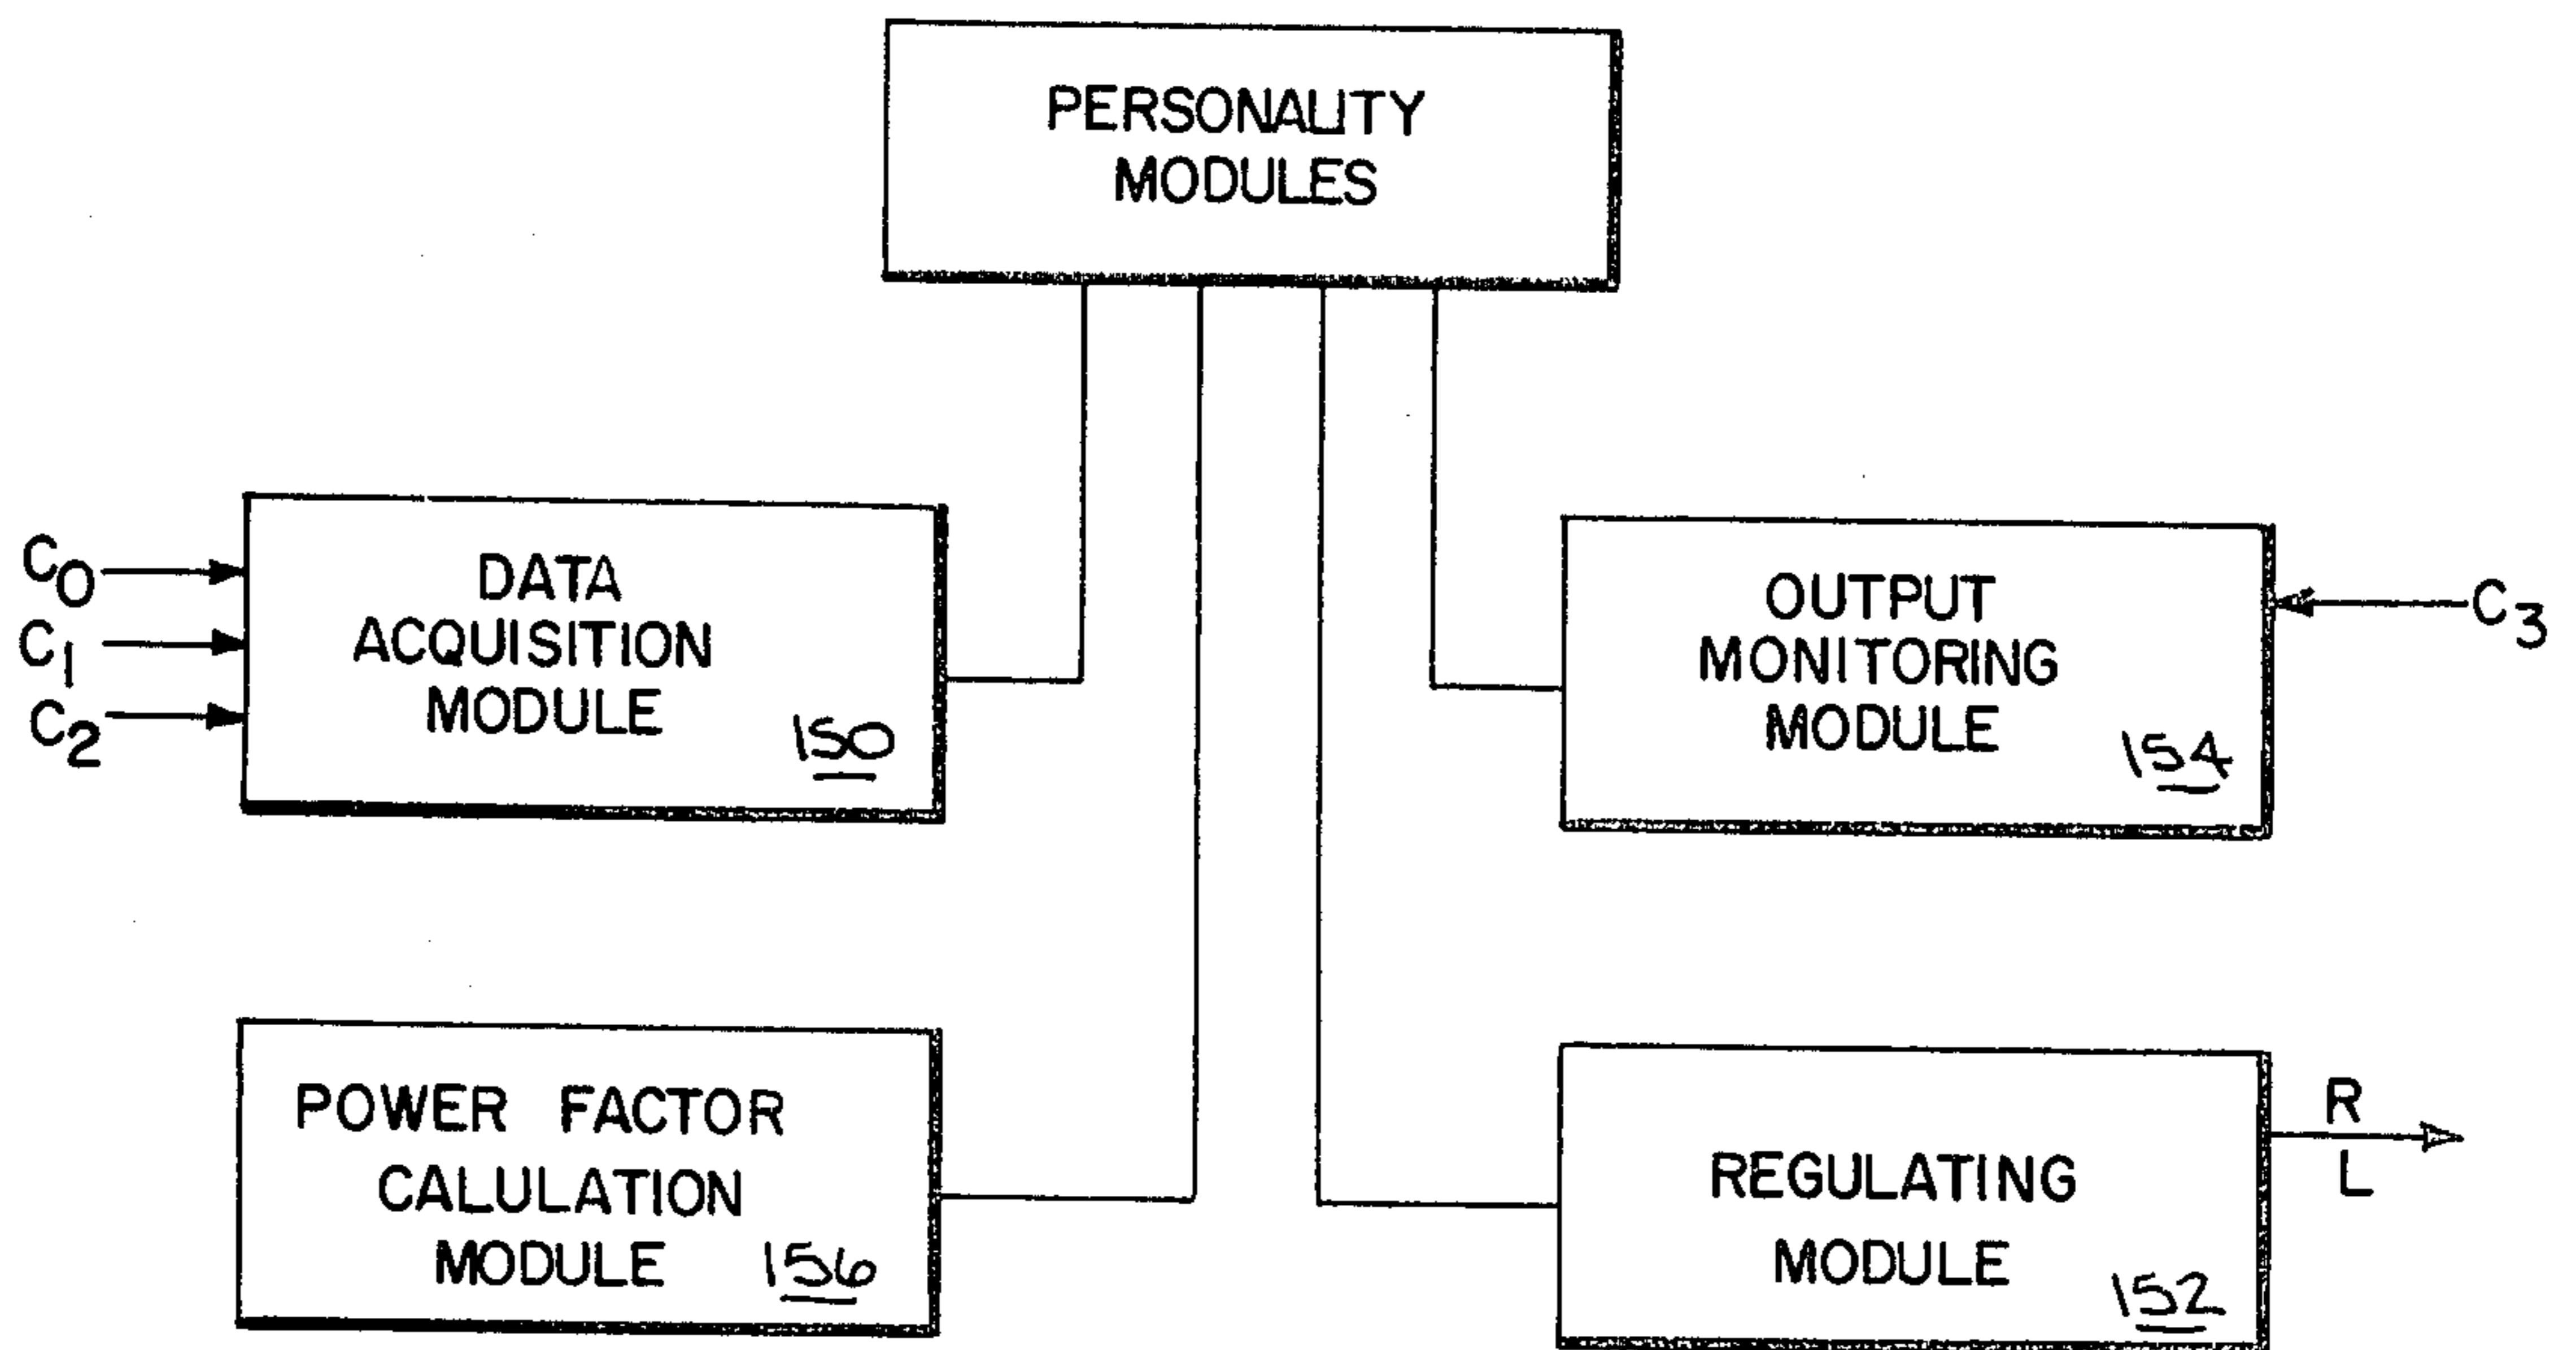 PERSONALITY
MODULES
C0
C1
C2
DATA
ACQUISITION
MODULE
150
OUTPUT
MONITORING
MODULE
154
C3
POWER FACTOR
CALULATION
MODULE
156
REGULATING
MODULE
152
R
L